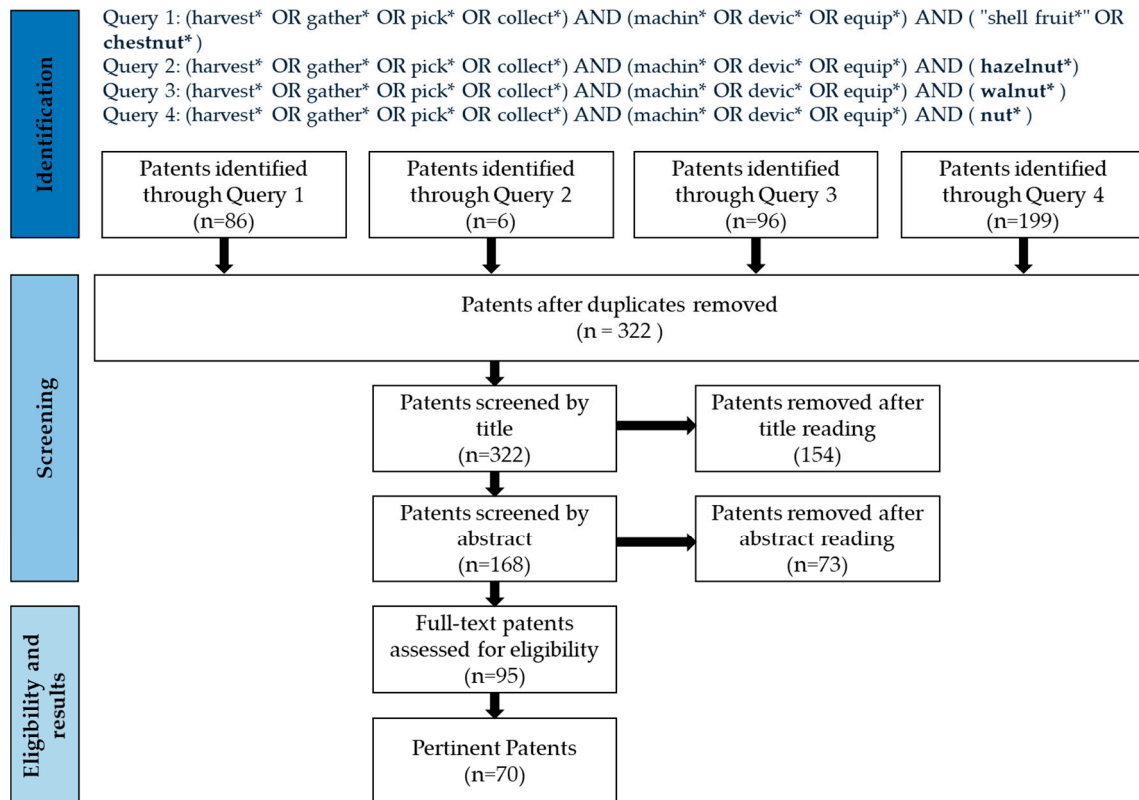 Query 1: (harvest* OR gather* OR pick* OR collect*) AND (machin* OR devic* OR equip*) AND ( "shell fruit*" OR
chestnut* )
Query 2: (harvest* OR gather* OR pick* OR collect*) AND (machin* OR devic* OR equip*) AND ( hazelnut*)
Query 3: (harvest* OR gather* OR pick* OR collect*) AND (machin* OR devic* OR equip*) AND ( walnut* )
Query 4: (harvest* OR gather* OR pick* OR collect*) AND (machin* OR devic* OR equip*) AND ( nut* )
Identification
Patents identified
through Query 1
(n=86)
Patents identified
through Query 2
(n=6)
Patents identified
through Query 3
(n=96)
Patents identified
through Query 4
(n=199)
Screening
Patents after duplicates removed
(n = 322 )
Patents screened by
title
(n=322)
Patents removed after
title reading
(154)
Patents screened by
abstract
(n=168)
Patents removed after
abstract reading
(n=73)
Eligibility and
results
Full-text patents
assessed for eligibility
(n=95)
Pertinent Patents
(n=70)